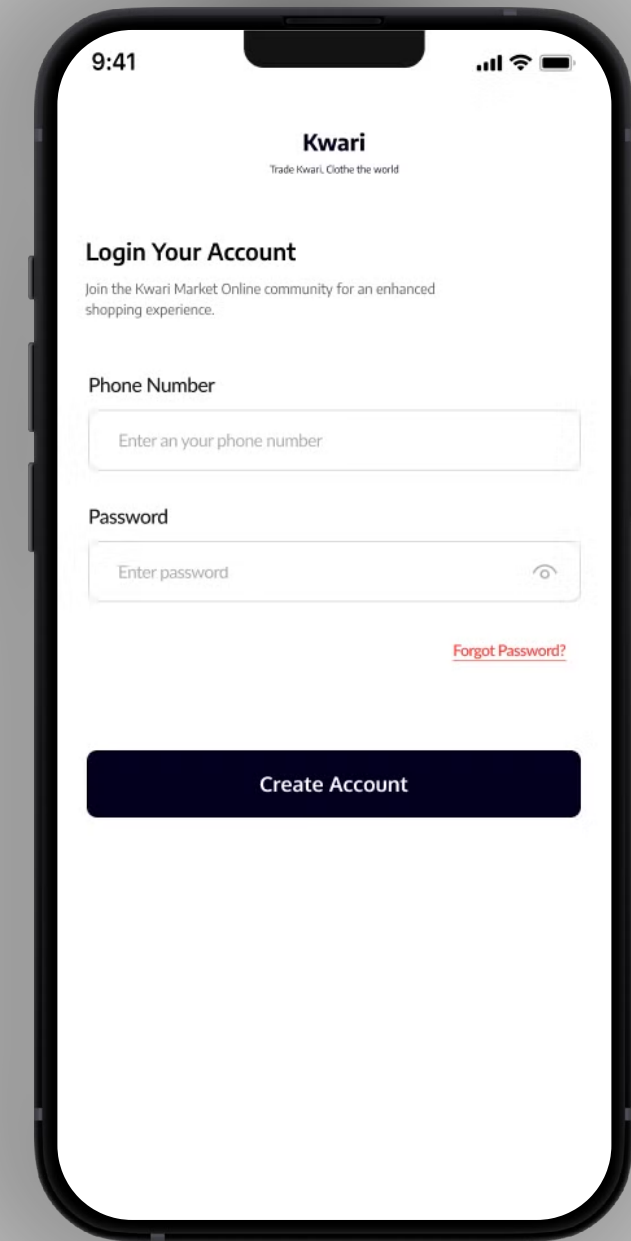 9:41
Kwari
Trade Kwari, Clothe the world
Login Your Account
Join the Kwari Market Online community for an enhanced
shopping experience.
Phone Number
Enter an your phone number
Password
Enter password
Forgot Password?
Create Account